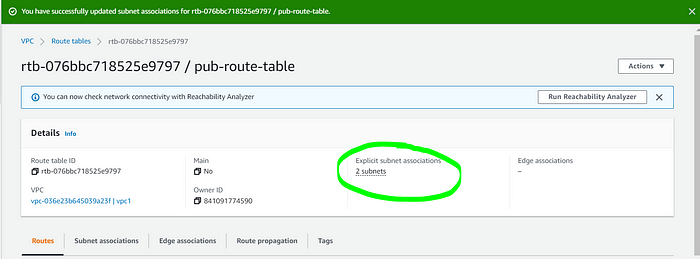 You have successfully updated subnet associations for rtb-076bbc718525e9797 / pub-route-table.
VPC > Route tables > rtb-076bbc718525e9797
rtb-076bbc718525e9797 / pub-route-table
Actions
You can now check network connectivity with Reachability Analyzer
Run Reachability Analyzer
Details Info
Route table ID
rtb-076bbc718525e9797
Main
No
Explicit subnet associations
2 subnets
Edge associations
–
VPC
vpc-036e23b645039a23f | vpc1
Owner ID
841091774590
Routes
Subnet associations
Edge associations
Route propagation
Tags